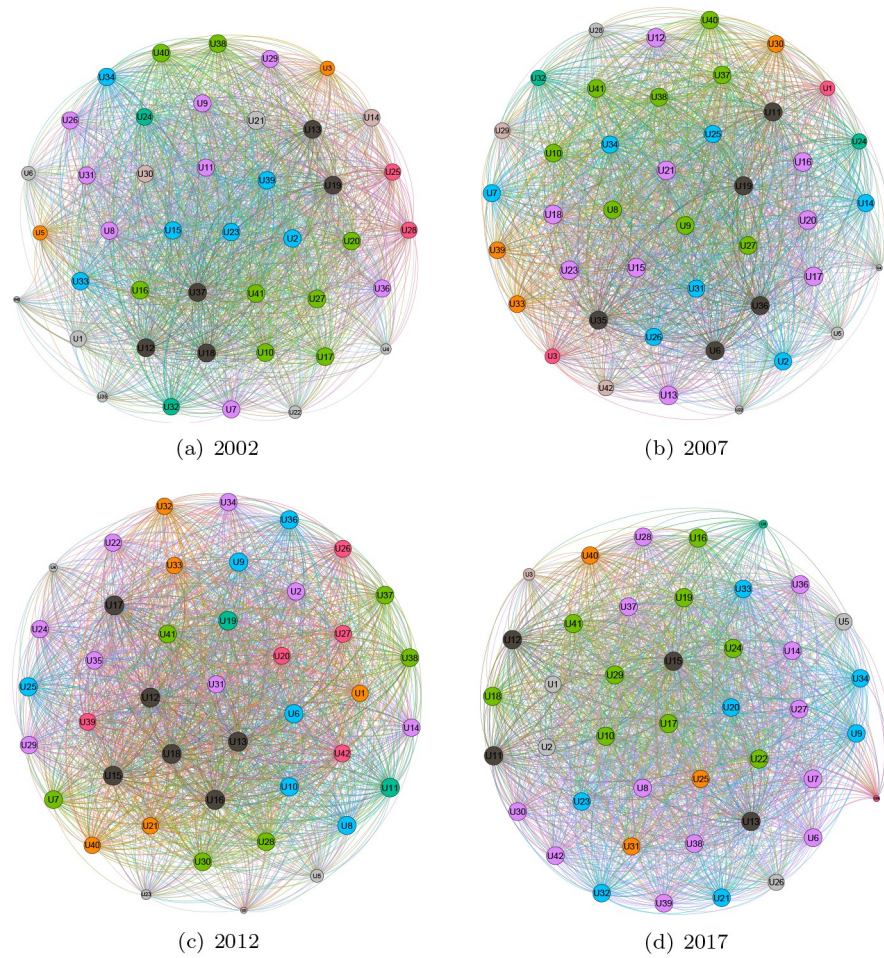 U38
U40
U29
U3
U34
U9
U14
U26
U24
U21
U13
U6
U31
U30
U11
U39
U19
U25
U5
U8
U15
U23
U2
U20
U28
U33
U16
U37
U41
U27
U36
U1
U12
U18
U10
U17
U32
U7
U22
(a) 2002
U28
U12
U40
U30
U32
U41
U38
U37
U1
U29
U10
U34
U25
U11
U24
U7
U21
U19
U16
U14
U18
U8
U9
U20
U39
U23
U15
U27
U17
U33
U31
U36
U35
U26
U6
U5
U3
U2
U42
U13
(b) 2007
U32
U34
U36
U22
U33
U9
U26
U17
U2
U37
U24
U41
U19
U27
U35
U20
U38
U25
U12
U31
U1
U39
U6
U14
U29
U18
U13
U42
U15
U16
U10
U11
U7
U21
U8
U40
U30
U28
U23
(c) 2012
U40
U28
U16
U3
U37
U19
U33
U36
U12
U41
U5
U15
U24
U14
U18
U1
U29
U34
U20
U27
U2
U10
U17
U9
U11
U22
U25
U7
U23
U8
U30
U13
U6
U42
U31
U38
U32
U39
U21
U26
(d) 2017